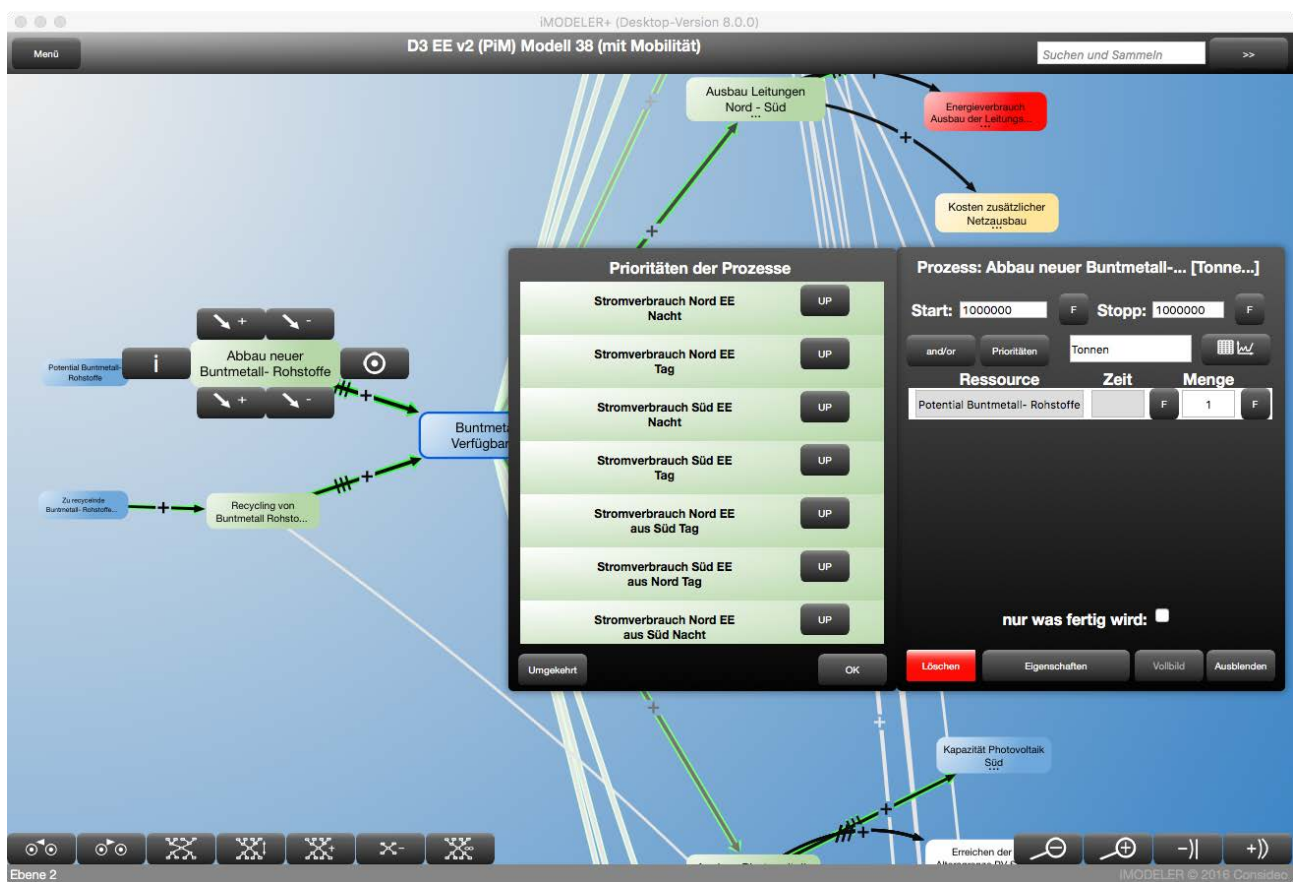 iMODELER+ (Desktop-Version 8.0.0)
Menü
D3 EE v2 (PiM) Modell 38 (mit Mobilität)
Suchen und Sammeln
>>
Ausbau Leitungen
Nord - Süd
...
Energieverbrauch
Ausbau der Leitungs...
...
Kosten zusätzlicher
Netzausbau
...
Potential Buntmetall-
Rohstoffe
i
Abbau neuer
Buntmetall- Rohstoffe
+
-
+
-
Buntmeta
Verfügbar
Zu recycelnde
Buntmetall- Rohstoffe...
Recycling von
Buntmetall Rohsto...
Prioritäten der Prozesse
Stromverbrauch Nord EE
Nacht
UP
Stromverbrauch Nord EE
Tag
UP
Stromverbrauch Süd EE
Nacht
UP
Stromverbrauch Süd EE
Tag
UP
Stromverbrauch Nord EE
aus Süd Tag
UP
Stromverbrauch Süd EE
aus Nord Tag
UP
Stromverbrauch Nord EE
aus Süd Nacht
UP
Umgekehrt
OK
Prozess: Abbau neuer Buntmetall-... [Tonne...]
Start: 1000000 F Stopp: 1000000 F
and/or Prioritäten Tonnen
Ressource Zeit Menge
Potential Buntmetall- Rohstoffe F 1 F
nur was fertig wird:
Löschen Eigenschaften Vollbild Ausblenden
Kapazität Photovoltaik
Süd
...
Erreichen der
Ebene 2
iMODELER © 2016 Consideo